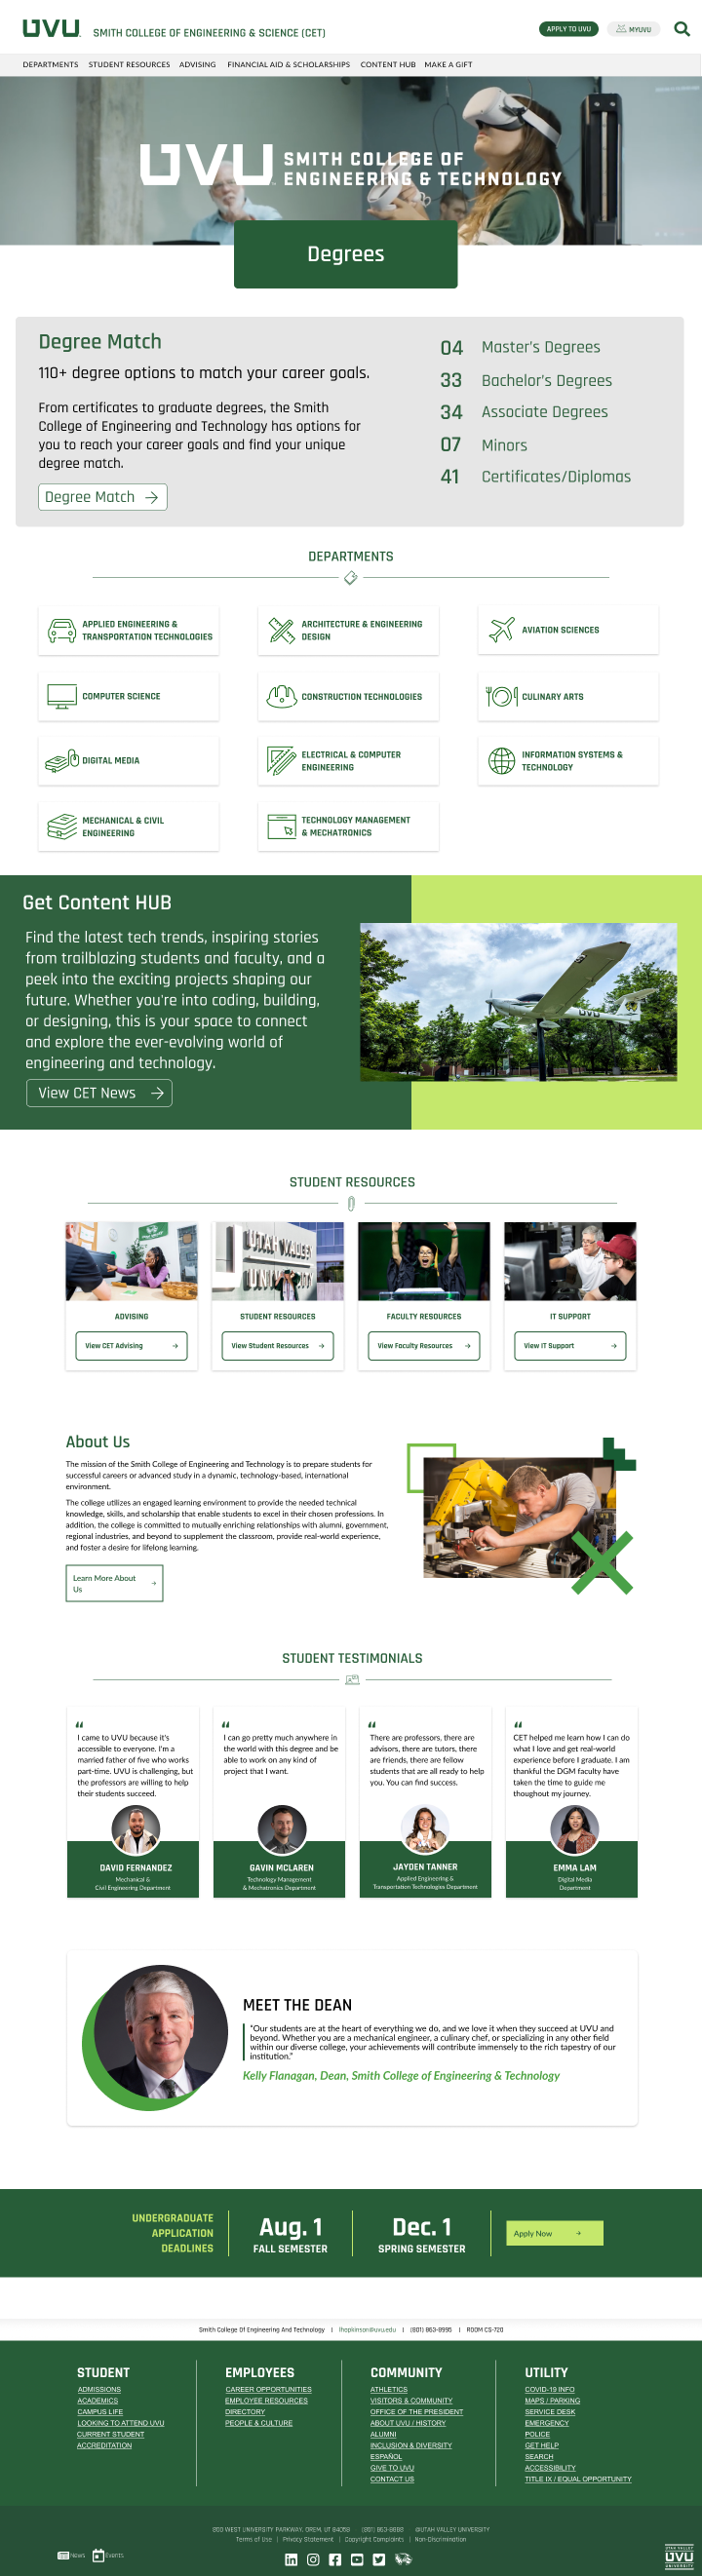 UVU SMITH COLLEGE OF ENGINEERING & SCIENCE (CET)
APPLY TO UVU
MYUVU
DEPARTMENTS STUDENT RESOURCES ADVISING FINANCIAL AID & SCHOLARSHIPS CONTENT HUB MAKE A GIFT
UVU SMITH COLLEGE OF
ENGINEERING & TECHNOLOGY
Degrees
Degree Match
110+ degree options to match your career goals.
From certificates to graduate degrees, the Smith
College of Engineering and Technology has options for
you to reach your career goals and find your unique
degree match.
Degree Match
04 Master's Degrees
33 Bachelor's Degrees
34 Associate Degrees
07 Minors
41 Certificates/Diplomas
DEPARTMENTS
APPLIED ENGINEERING &
TRANSPORTATION TECHNOLOGIES
ARCHITECTURE & ENGINEERING
DESIGN
AVIATION SCIENCES
COMPUTER SCIENCE
CONSTRUCTION TECHNOLOGIES
CULINARY ARTS
DIGITAL MEDIA
ELECTRICAL & COMPUTER
ENGINEERING
INFORMATION SYSTEMS &
TECHNOLOGY
MECHANICAL & CIVIL
ENGINEERING
TECHNOLOGY MANAGEMENT
& MECHATRONICS
Get Content HUB
Find the latest tech trends, inspiring stories
from trailblazing students and faculty, and a
peek into the exciting projects shaping our
future. Whether you're into coding, building,
or designing, this is your space to connect
and explore the ever-evolving world of
engineering and technology.
View CET News
UVU
STUDENT RESOURCES
ADVISING
View CET Advising
STUDENT RESOURCES
View Student Resources
FACULTY RESOURCES
View Faculty Resources
IT SUPPORT
View IT Support
About Us
The mission of the Smith College of Engineering and Technology is to prepare students for
successful careers or advanced study in a dynamic, technology-based, international
environment.
The college utilizes an engaged learning environment to provide the needed technical
knowledge, skills, and scholarship that enable students to excel in their chosen professions. In
addition, the college is committed to mutually enriching relationships with alumni, government,
regional industries, and beyond to supplement the classroom, provide real-world experience,
and foster a desire for lifelong learning.
Learn More About
Us
STUDENT TESTIMONIALS
“
I came to UVU because it's
accessible to everyone. I'm a
married father of five who works
part-time. UVU is challenging, but
the professors are willing to help
their students succeed.
DAVID FERNANDEZ
Mechanical &
Civil Engineering Department
“
I can go pretty much anywhere in
the world with this degree and be
able to work on any kind of
project that I want.
GAVIN MCLAREN
Technology Management
& Mechatronics Department
“
There are professors, there are
advisors, there are tutors, there
are friends, there are fellow
students that are all ready to help
you. You can find success.
JAYDEN TANNER
Applied Engineering &
Transportation Technologies Department
“
CET helped me learn how I can do
what I love and get real-world
experience before I graduate. I am
thankful the DGM faculty have
taken the time to guide me
thoughout my journey.
EMMA LAM
Digital Media
Department
MEET THE DEAN
"Our students are at the heart of everything we do, and we love it when they succeed at UVU and
beyond. Whether you are a mechanical engineer, a culinary chef, or specializing in any other field
within our diverse college, your achievements will contribute immensely to the rich tapestry of our
institution."
Kelly Flanagan, Dean, Smith College of Engineering & Technology
UNDERGRADUATE
APPLICATION
DEADLINES
Aug. 1
FALL SEMESTER
Dec. 1
SPRING SEMESTER
Apply Now
Smith College Of Engineering And Technology | lhopkinson@uvu.edu | (801) 863-8995 | ROOM CS-720
STUDENT
ADMISSIONS
ACADEMICS
CAMPUS LIFE
LOOKING TO ATTEND UVU
CURRENT STUDENT
ACCREDITATION
EMPLOYEES
CAREER OPPORTUNITIES
EMPLOYEE RESOURCES
DIRECTORY
PEOPLE & CULTURE
COMMUNITY
ATHLETICS
VISITORS & COMMUNITY
OFFICE OF THE PRESIDENT
ABOUT UVU / HISTORY
ALUMNI
INCLUSION & DIVERSITY
ESPAÑOL
GIVE TO UVU
CONTACT US
UTILITY
COVID-19 INFO
MAPS / PARKING
SERVICE DESK
EMERGENCY
POLICE
GET HELP
SEARCH
ACCESSIBILITY
TITLE IX / EQUAL OPPORTUNITY
800 WEST UNIVERSITY PARKWAY, OREM, UT 84058 (801) 863-8888 @UTAH VALLEY UNIVERSITY
Terms of Use | Privacy Statement | Copyright Complaints | Non-Discrimination
News
Events
UTAH VALLEY
UVU
UNIVERSITY